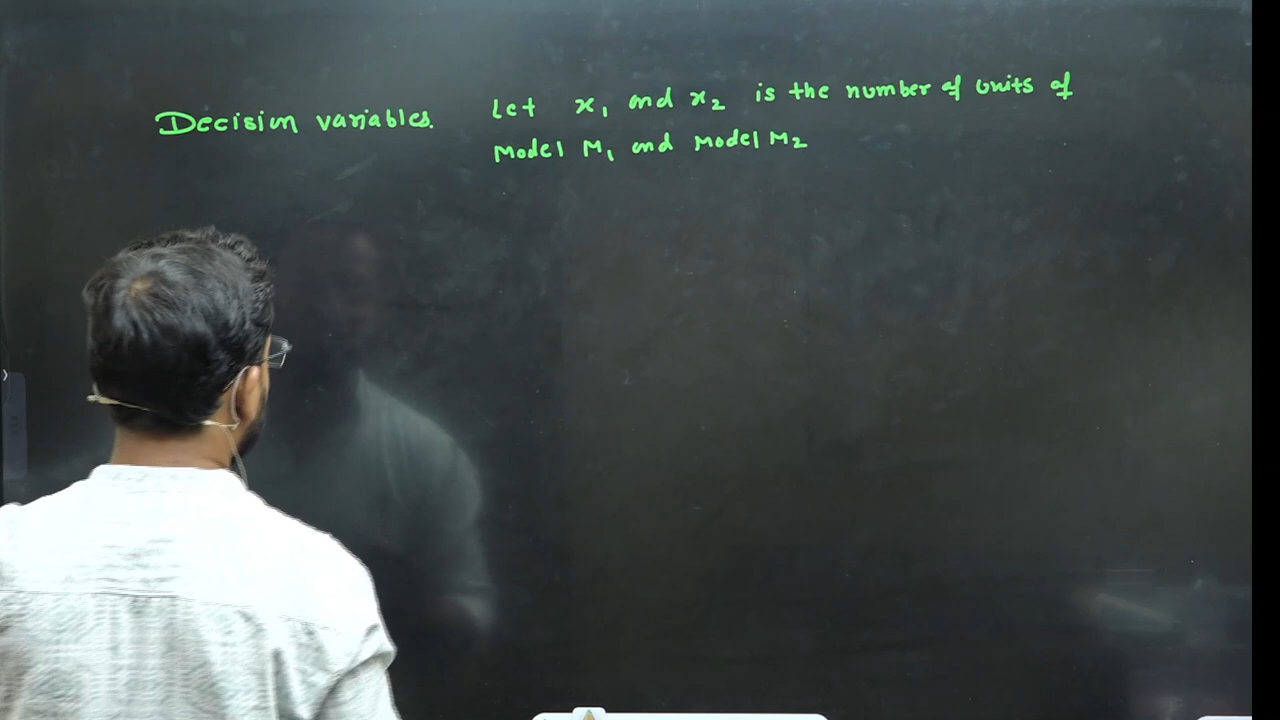 Decision variables. Let x₁ and x₂ is the number of units of
Model M₁ and Model M₂